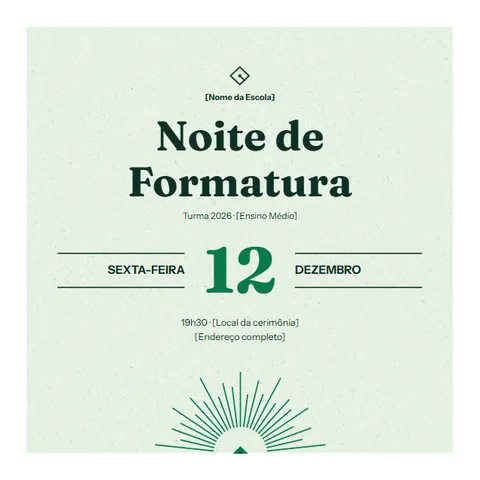 [Nome da Escola]
Noite de
Formatura
Turma 2026 · [Ensino Médio]
SEXTA-FEIRA 12 DEZEMBRO
19h30 · [Local da cerimônia]
[Endereço completo]